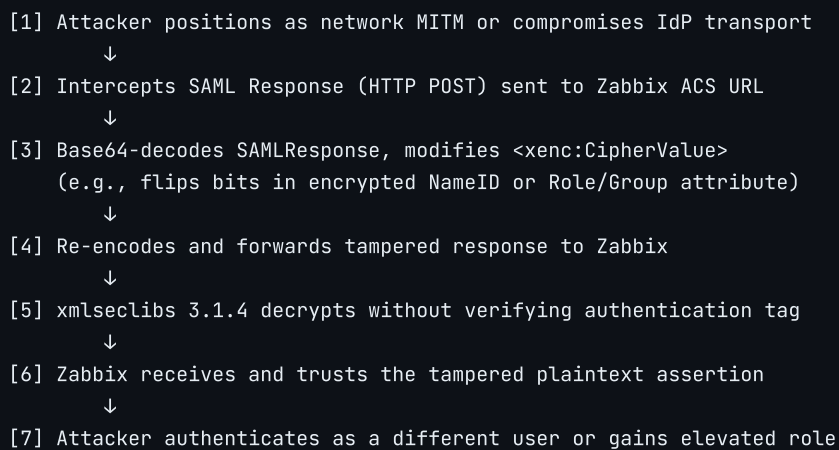 [1] Attacker positions as network MITM or compromises IdP transport
↓
[2] Intercepts SAML Response (HTTP POST) sent to Zabbix ACS URL
↓
[3] Base64-decodes SAMLResponse, modifies <xenc:CipherValue>
(e.g., flips bits in encrypted NameID or Role/Group attribute)
↓
[4] Re-encodes and forwards tampered response to Zabbix
↓
[5] xmlseclibs 3.1.4 decrypts without verifying authentication tag
↓
[6] Zabbix receives and trusts the tampered plaintext assertion
↓
[7] Attacker authenticates as a different user or gains elevated role